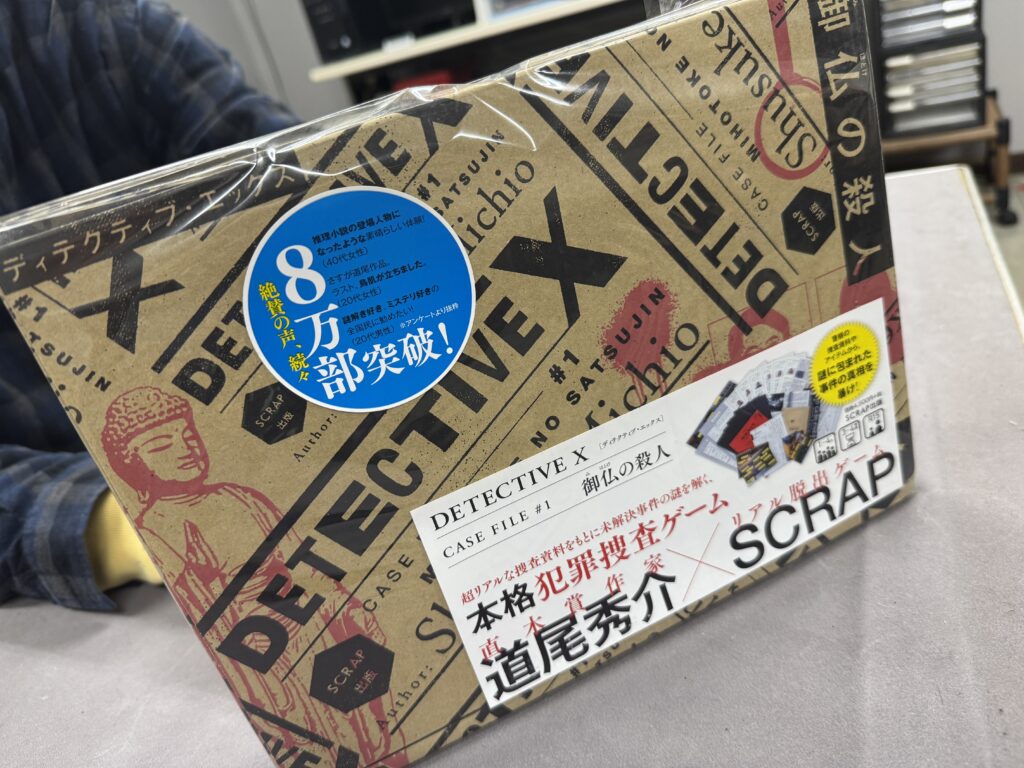 ディテクティブ・エックス
御仏の殺人
DETECTIVE X
CASE FILE #1
MIHOTOKE NO SATSUJIN
Author: Shusuke Michio
SCRAP
出版
推理小説の登場人物に
なったような素晴らしい体験!
(40代女性)
さすが道尾作品。
ラスト、鳥肌が立ちました。
(20代女性)
謎解き好き、ミステリ好きの
全国民に勧めたい!
(20代男性) ※アンケートより抜粋
絶賛の声、続々
8万部突破!
DETECTIVE X [ディテクティブ・エックス]
CASE FILE #1 御仏の殺人
超リアルな捜査資料をもとに未解決事件の謎を解く、
本格犯罪捜査ゲーム
直木賞作家
道尾秀介
×
リアル脱出ゲーム
SCRAP
謎に包まれた
事件の真相を
暴け!
SCRAP出版